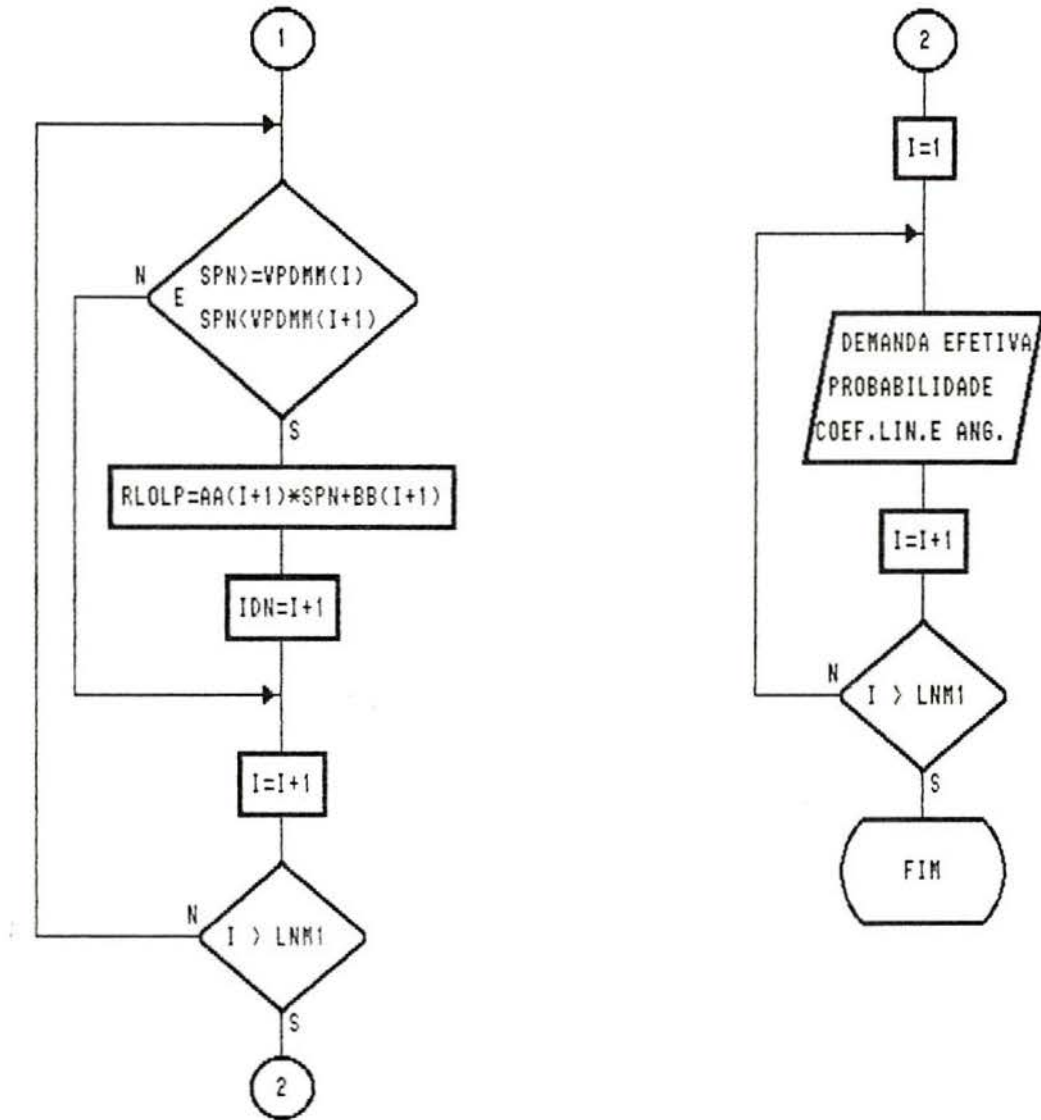 1
N
E
SPN>=VPDMM(I)
SPN<VPDMM(I+1)
S
RLOLP=AA(I+1)*SPN+BB(I+1)
IDN=I+1
I=I+1
N
I > LNM1
S
2
2
I=1
DEMANDA EFETIVA
PROBABILIDADE
COEF.LIN.E ANG.
I=I+1
N
I > LNM1
S
FIM